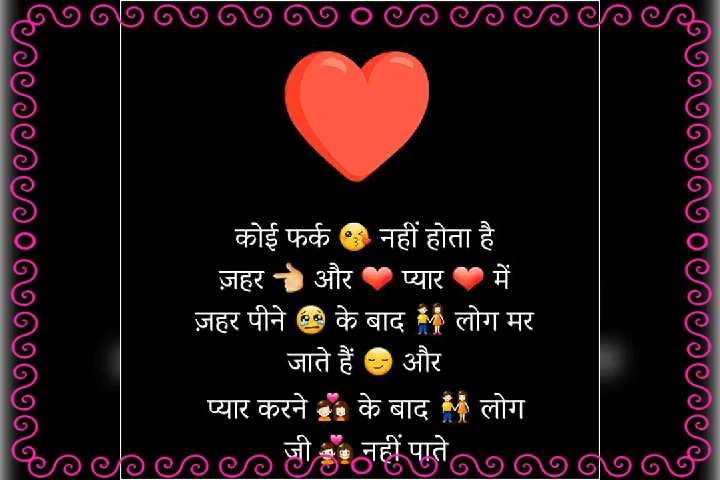 कोई फर्क 😘 नहीं होता है
ज़हर 👈 और ❤ प्यार ❤ में
ज़हर पीने 😢 के बाद 👫 लोग मर
जाते हैं 😏 और
प्यार करने 💑 के बाद 👫 लोग
जी 💑 नहीं पाते